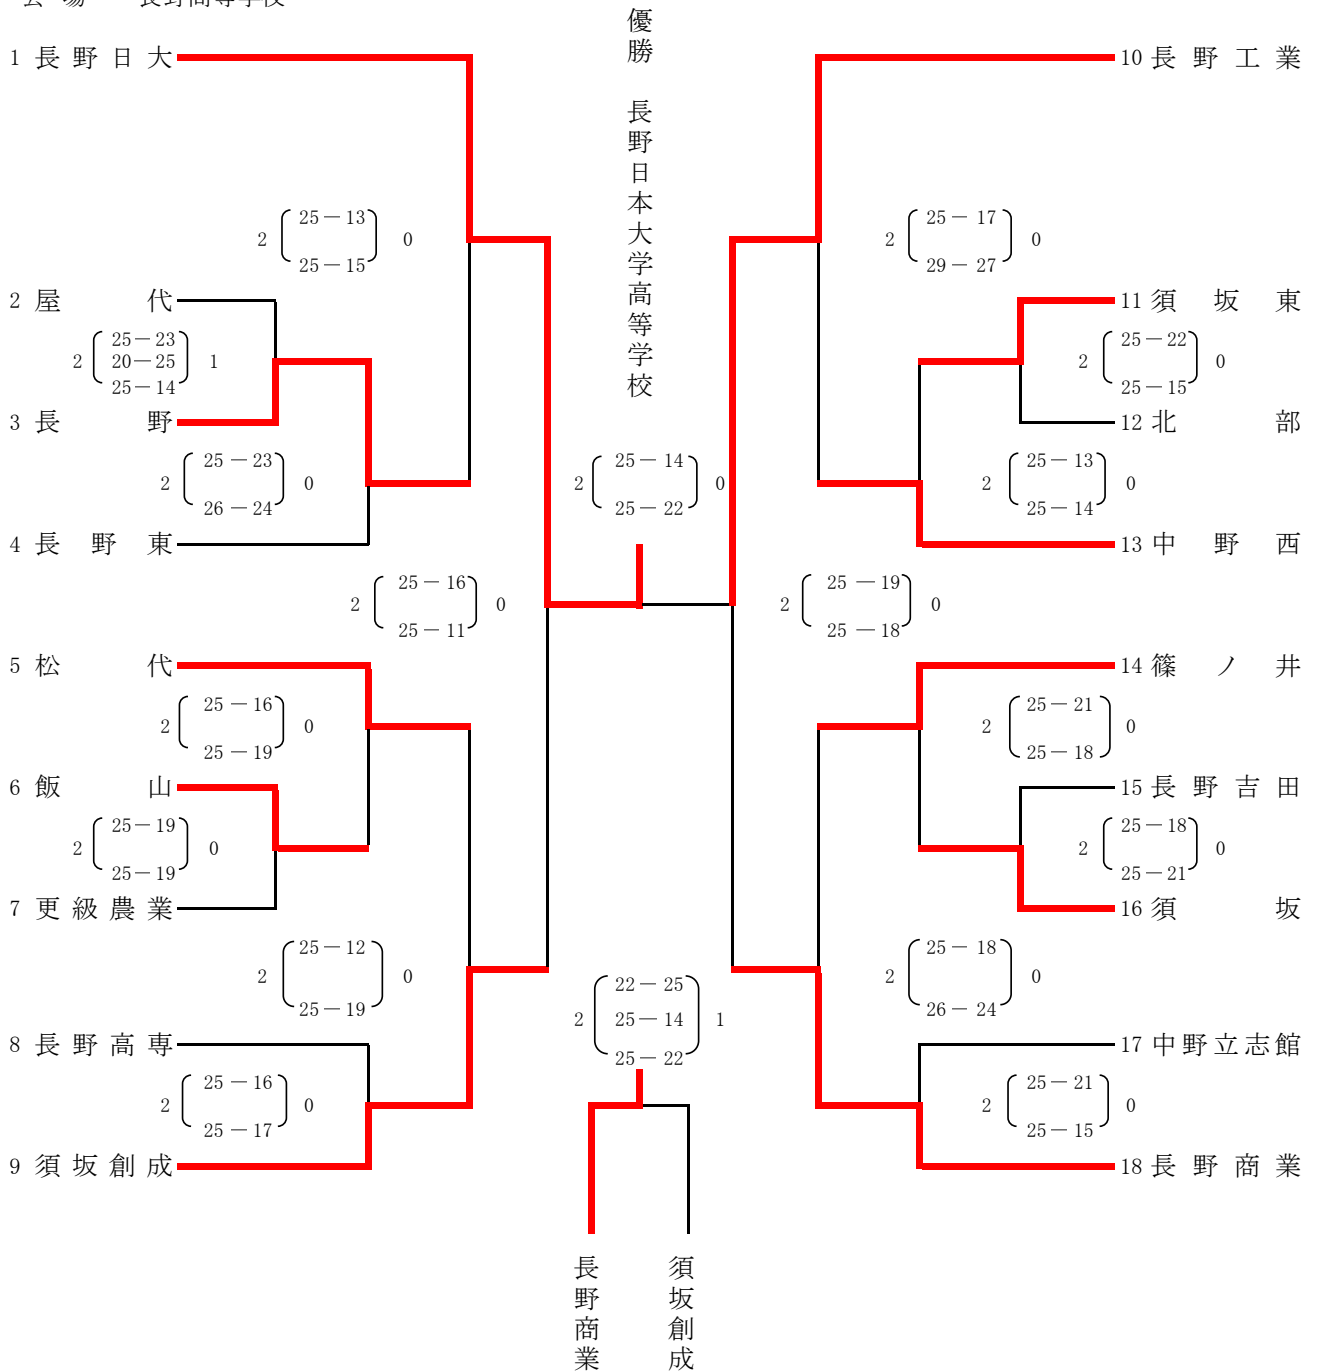 会 場 長野高等学校
優勝 長野日本大学高等学校
1 長野日大
10 長野工業
25－13
2 0
25－15
25－17
2 0
29－27
2 屋代
11 須坂東
25－23
2 20－25 1
25－14
25－22
2 0
25－15
3 長野
12 北部
25－23
2 0
26－24
25－14
2 0
25－22
25－13
2 0
25－14
4 長野東
13 中野西
25－16
2 0
25－11
25－19
2 0
25－18
5 松代
14 篠ノ井
25－16
2 0
25－19
25－21
2 0
25－18
6 飯山
15 長野吉田
25－19
2 0
25－19
25－18
2 0
25－21
7 更級農業
16 須坂
25－12
2 0
25－19
25－18
2 0
26－24
22－25
2 25－14 1
25－22
8 長野高専
17 中野立志館
25－16
2 0
25－17
25－21
2 0
25－15
9 須坂創成
18 長野商業
長野商業
須坂創成